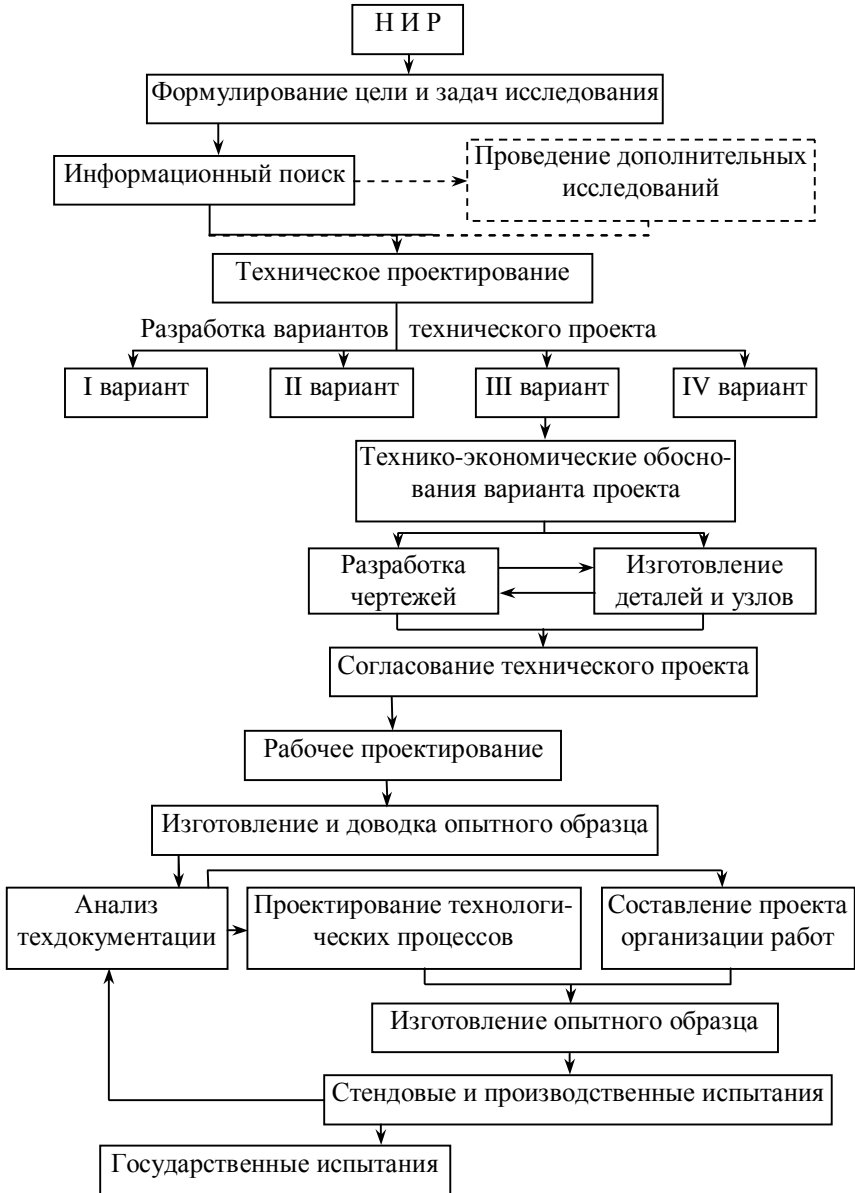 Н И Р
Формулирование цели и задач исследования
Информационный поиск
Проведение дополнительных
исследований
Техническое проектирование
Разработка вариантов технического проекта
I вариант
II вариант
III вариант
IV вариант
Технико-экономические обосно-
вания варианта проекта
Разработка
чертежей
Изготовление
деталей и узлов
Согласование технического проекта
Рабочее проектирование
Изготовление и доводка опытного образца
Анализ
техдокументации
Проектирование технологи-
ческих процессов
Составление проекта
организации работ
Изготовление опытного образца
Стендовые и производственные испытания
Государственные испытания